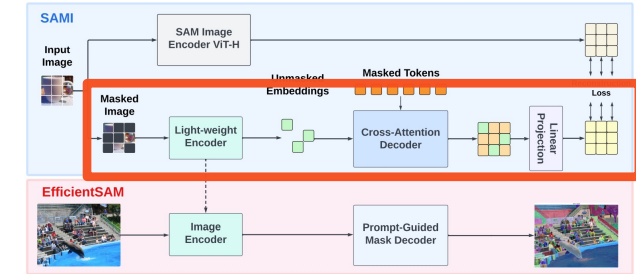 SAMI
SAM Image
Encoder ViT-H
Input
Image
Unmasked
Embeddings
Masked Tokens
Masked
Image
Loss
Light-weight
Encoder
Cross-Attention
Decoder
Linear
Projection
EfficientSAM
Image
Encoder
Prompt-Guided
Mask Decoder